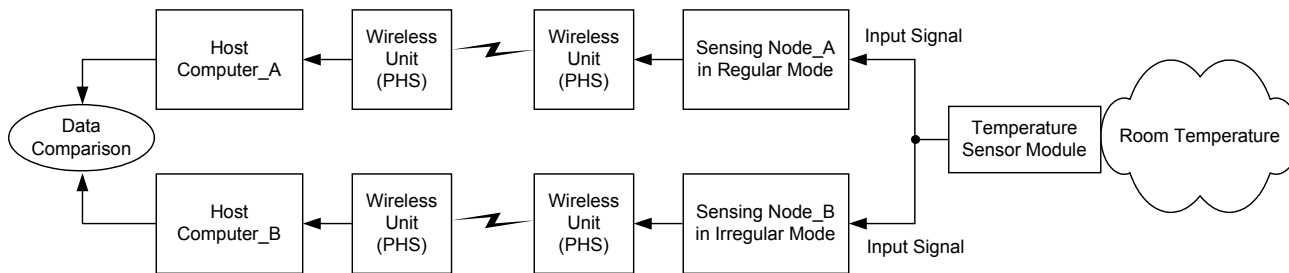 Host
Computer_A
Wireless
Unit
(PHS)
Wireless
Unit
(PHS)
Sensing Node_A
in Regular Mode
Input Signal
Data
Comparison
Temperature
Sensor Module
Room Temperature
Host
Computer_B
Wireless
Unit
(PHS)
Wireless
Unit
(PHS)
Sensing Node_B
in Irregular Mode
Input Signal